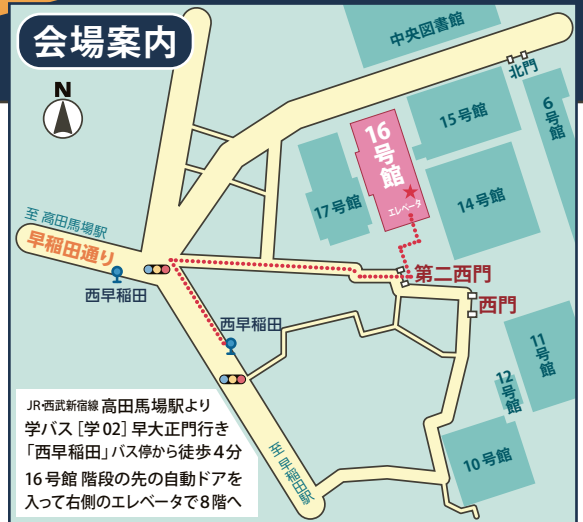 会場案内
N
中央図書館
北門
6号館
15号館
16号館
エレベータ
17号館
14号館
至 高田馬場駅
早稲田通り
西早稲田
第二西門
西門
西早稲田
11号館
12号館
10号館
至 早稲田駅
JR・西武新宿線 高田馬場駅より
学バス［学02］早大正門行き
「西早稲田」バス停から徒歩4分
16号館 階段の先の自動ドアを
入って右側のエレベータで8階へ